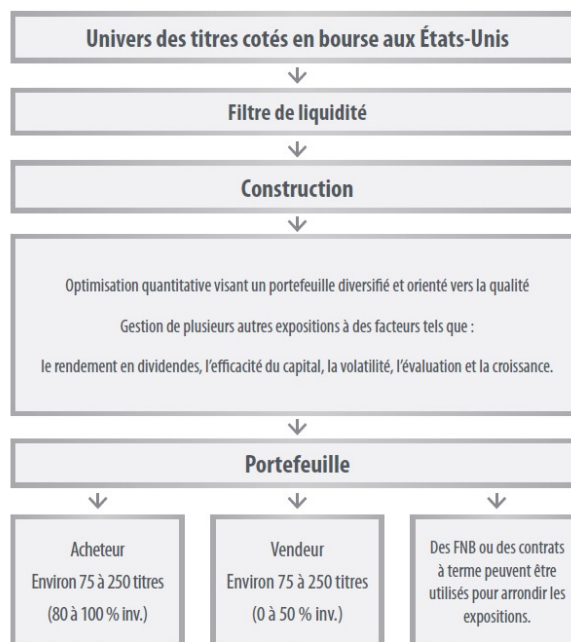 Univers des titres cotés en bourse aux États-Unis
Filtre de liquidité
Construction
Optimisation quantitative visant un portefeuille diversifié et orienté vers la qualité
Gestion de plusieurs autres expositions à des facteurs tels que :
le rendement en dividendes, l’efficacité du capital, la volatilité, l’évaluation et la croissance.
Portefeuille
Acheteur
Environ 75 à 250 titres
(80 à 100 % inv.)
Vendeur
Environ 75 à 250 titres
(0 à 50 % inv.)
Des FNB ou des contrats
à terme peuvent être
utilisés pour arrondir les
expositions.